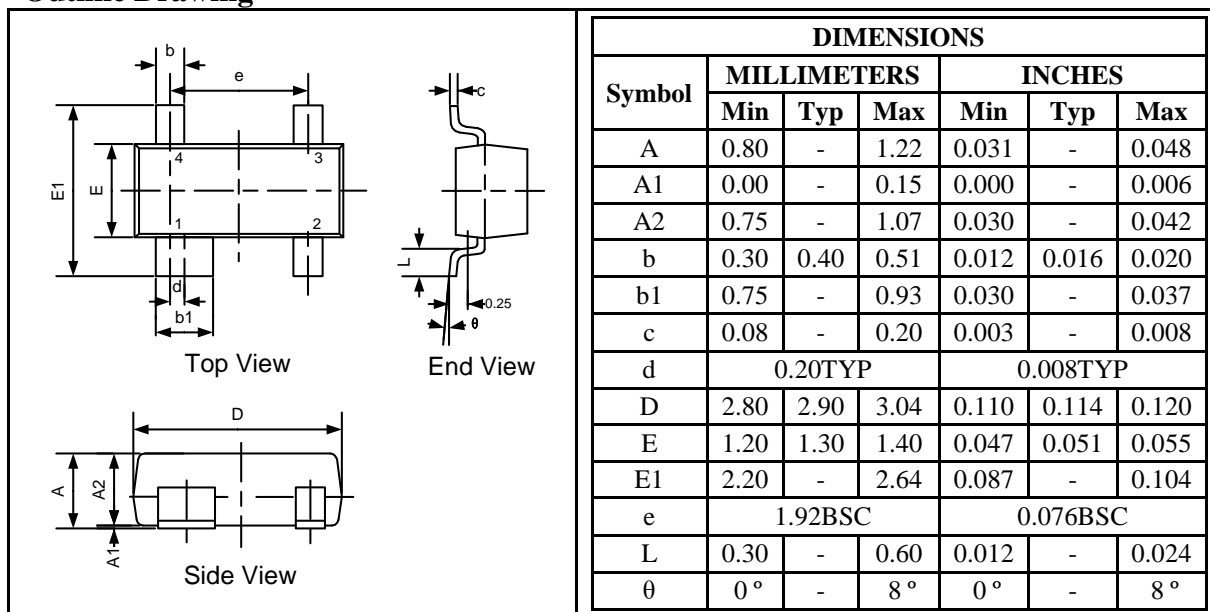 b
e
c
4
3
E1
E
1
2
L
d
0.25
b1
θ
Top View
End View
D
A
A2
A1
Side View
DIMENSIONS
Symbol MILLIMETERS INCHES
Min Typ Max Min Typ Max
A 0.80 - 1.22 0.031 - 0.048
A1 0.00 - 0.15 0.000 - 0.006
A2 0.75 - 1.07 0.030 - 0.042
b 0.30 0.40 0.51 0.012 0.016 0.020
b1 0.75 - 0.93 0.030 - 0.037
c 0.08 - 0.20 0.003 - 0.008
d 0.20TYP 0.008TYP
D 2.80 2.90 3.04 0.110 0.114 0.120
E 1.20 1.30 1.40 0.047 0.051 0.055
E1 2.20 - 2.64 0.087 - 0.104
e 1.92BSC 0.076BSC
L 0.30 - 0.60 0.012 - 0.024
θ 0 º - 8 º 0 º - 8 º